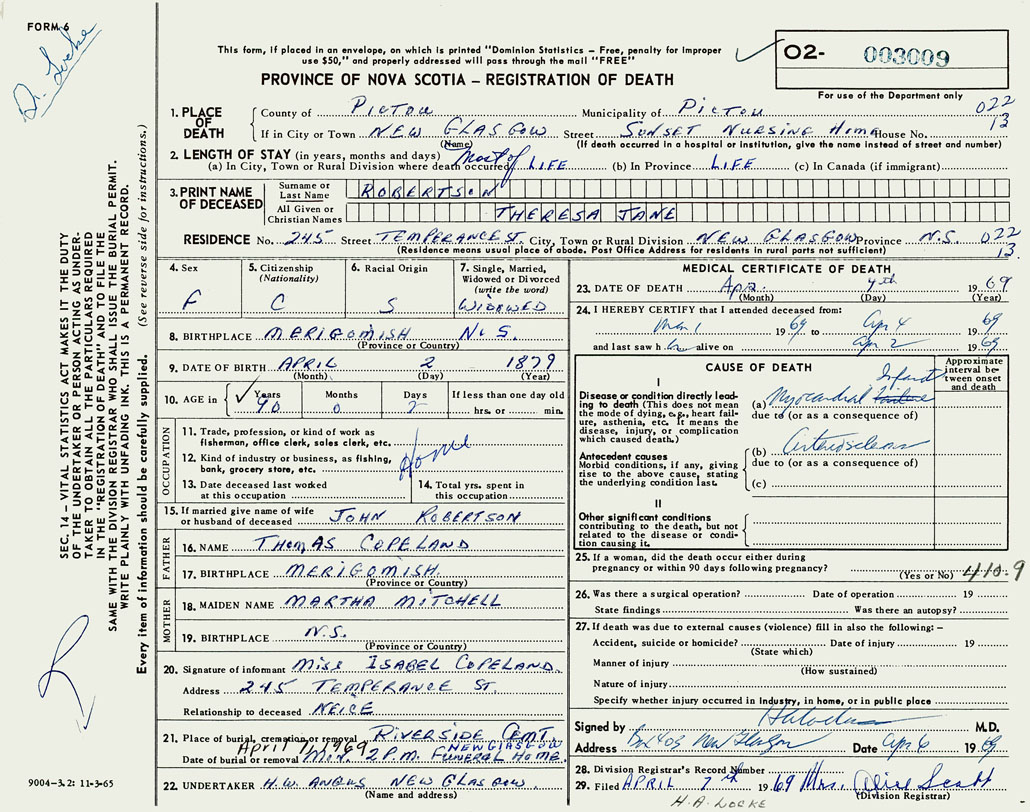 FORM 6
Dr. Locke
This form, if placed in an envelope, on which is printed "Dominion Statistics – Free, penalty for improper
use $50," and properly addressed will pass through the mail "FREE"
PROVINCE OF NOVA SCOTIA – REGISTRATION OF DEATH
02- 003009
For use of the Department only
022
13
1. PLACE OF DEATH County of Pictou Municipality of Pictou
If in City or Town NEW GLASGOW Street SUNSET NURSING Home House No.
(Name) (If death occurred in a hospital or institution, give the name instead of street and number)
2. LENGTH OF STAY (in years, months and days)
(a) In City, Town or Rural Division where death occurred Most of LIFE (b) In Province LIFE (c) In Canada (if immigrant)
3. PRINT NAME OF DECEASED Surname or Last Name ROBERTSON
All Given or Christian Names THERESA JANE
RESIDENCE No. 245 Street TEMPERANCE ST. City, Town or Rural Division NEW GLASGOW Province N.S. 022
(Residence means usual place of abode. Post Office Address for residents in rural parts not sufficient) 13.
4. Sex F
5. Citizenship (Nationality) C
6. Racial Origin S
7. Single, Married, Widowed or Divorced (write the word) WIDOWED
8. BIRTHPLACE MERIGOMISH N.S.
(Province or Country)
9. DATE OF BIRTH APRIL 2 1879
(Month) (Day) (Year)
10. AGE in Years 90 Months 0 Days 2 If less than one day old hrs. or min.
OCCUPATION
11. Trade, profession, or kind of work as fisherman, office clerk, sales clerk, etc.
12. Kind of industry or business, as fishing, bank, grocery store, etc.
Home
13. Date deceased last worked at this occupation
14. Total yrs. spent in this occupation
15. If married give name of wife or husband of deceased JOHN ROBERTSON
FATHER
16. NAME THOMAS COPELAND
17. BIRTHPLACE MERIGOMISH.
(Province or Country)
MOTHER
18. MAIDEN NAME MARTHA MITCHELL
19. BIRTHPLACE N.S.
(Province or Country)
20. Signature of informant MISS ISABEL COPELAND.
Address 245 TEMPERANCE ST.
Relationship to deceased NEICE
21. Place of burial, cremation or removal RIVERSIDE CEMT.
NEW GLASGOW
Date of burial or removal April 7/1969 Mon. 2 P.M. FUNERAL HOME.
22. UNDERTAKER H.W. ANGUS NEW GLASGOW.
(Name and address)
MEDICAL CERTIFICATE OF DEATH
23. DATE OF DEATH Apr. 4th 1969
(Month) (Day) (Year)
24. I HEREBY CERTIFY that I attended deceased from:
1969 to Apr 4 69
and last saw h alive on Apr 2 1969
CAUSE OF DEATH
Approximate interval between onset and death
I
Disease or condition directly leading to death (This does not mean the mode of dying, e.g., heart failure, asthenia, etc. It means the disease, injury, or complication which caused death.)
(a) Myocardial failure Infarct
due to (or as a consequence of)
Antecedent causes
Morbid conditions, if any, giving rise to the above cause, stating the underlying condition last.
(b) Arteriosclerosis
due to (or as a consequence of)
(c)
II
Other significant conditions contributing to the death, but not related to the disease or condition causing it.
25. If a woman, did the death occur either during pregnancy or within 90 days following pregnancy?
(Yes or No) 410.9
26. Was there a surgical operation? Date of operation 19
State findings Was there an autopsy?
27. If death was due to external causes (violence) fill in also the following: –
Accident, suicide or homicide? Date of injury 19
(State which)
Manner of injury
(How sustained)
Nature of injury
Specify whether injury occurred in industry, in home, or in public place
Signed by HA Locke M.D.
Address Box 403 New Glasgow Date Apr 6 1969
28. Division Registrar's Record Number
29. Filed APRIL 7th 1969 Mrs. Alice Scott
(Division Registrar)
H. A. LOCKE
SEC. 14 – VITAL STATISTICS ACT MAKES IT THE DUTY
OF THE UNDERTAKER OR PERSON ACTING AS UNDER-
TAKER TO OBTAIN ALL THE PARTICULARS REQUIRED
IN THE "REGISTRATION OF DEATH" AND TO FILE THE
SAME WITH THE DIVISION REGISTRAR WHO SHALL ISSUE THE BURIAL PERMIT.
WRITE PLAINLY WITH UNFADING INK. THIS IS A PERMANENT RECORD.
Every item of information should be carefully supplied. (See reverse side for instructions.)
9004-3.2: 11-3-65